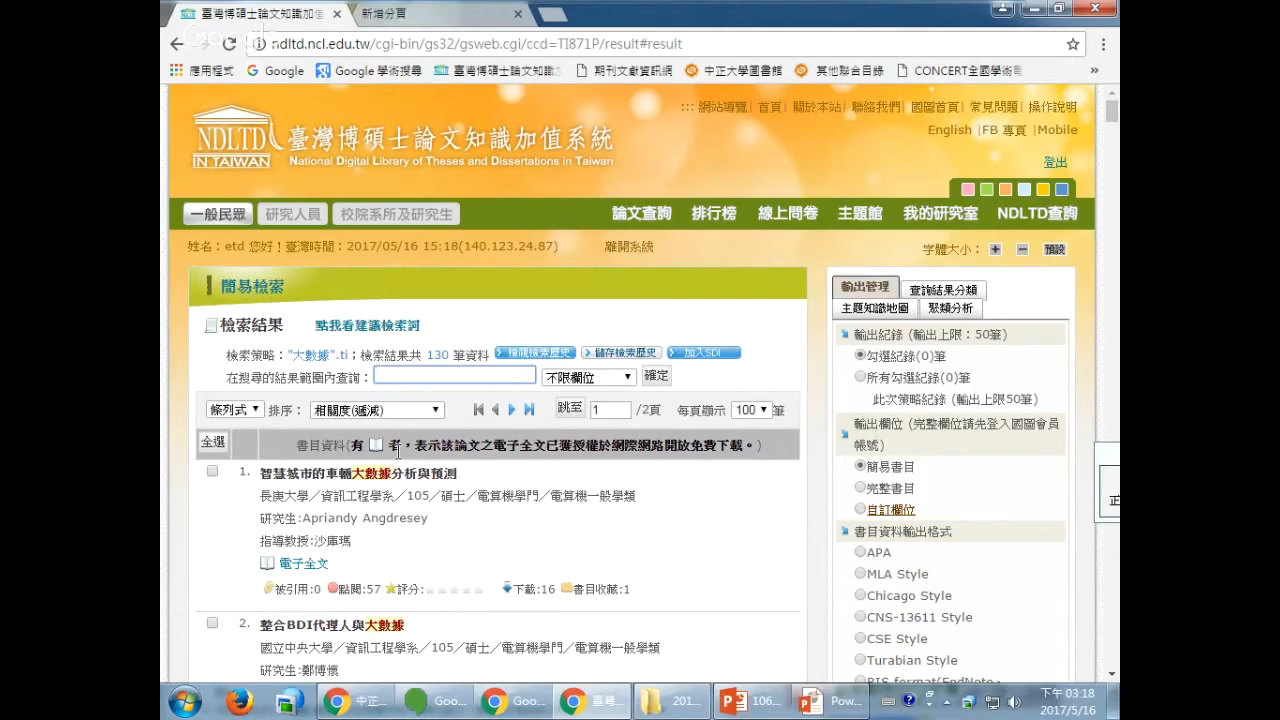 臺灣博碩士論文知識加值
新增分頁
ndltd.ncl.edu.tw/cgi-bin/gs32/gsweb.cgi/ccd=TI871P/result#result
應用程式 Google Google 學術搜尋 臺灣博碩士論文知識加 期刊文獻資訊網 中正大學圖書館 其他聯合目錄 CONCERT全國學術電 »
::: 網站導覽| 首頁| 關於本站| 聯絡我們| 國圖首頁| 常見問題| 操作說明
English |FB 專頁 |Mobile
NDLTD
IN TAIWAN
臺灣博碩士論文知識加值系統
National Digital Library of Theses and Dissertations in Taiwan
登出
一般民眾 研究人員 校院系所及研究生 論文查詢 排行榜 線上問卷 主題館 我的研究室 NDLTD查詢
姓名：etd 您好！臺灣時間：2017/05/16 15:18(140.123.24.87) 離開系統 字體大小： + − 預設
簡易檢索
檢索結果 點我看建議檢索詞
檢索策略："大數據".ti；檢索結果共 130 筆資料 檢視檢索歷史 儲存檢索歷史 加入SDI
在搜尋的結果範圍內查詢： 不限欄位 確定
條列式 排序： 相關度(遞減) 跳至 1 /2頁 每頁顯示 100 筆
全選 書目資料(有 者，表示該論文之電子全文已獲授權於網際網路開放免費下載。)
1. 智慧城市的車輛大數據分析與預測
長庚大學／資訊工程學系／105／碩士／電算機學門／電算機一般學類
研究生:Apriandy Angdresey
指導教授:沙庫瑪
電子全文
被引用:0 點閱:57 評分: 下載:16 書目收藏:1
2. 整合BDI代理人與大數據
國立中央大學／資訊工程學系／105／碩士／電算機學門／電算機一般學類
研究生:鄭博懷
輸出管理 查詢結果分類
主題知識地圖 聚類分析
輸出紀錄 (輸出上限：50筆)
勾選紀錄(0)筆
所有勾選紀錄(0)筆
此次策略紀錄 (輸出上限50筆)
輸出欄位 (完整欄位請先登入國圖會員
帳號)
簡易書目
完整書目
自訂欄位
書目資料輸出格式
APA
MLA Style
Chicago Style
CNS-13611 Style
CSE Style
Turabian Style
RIS format(EndNote、
正
中正... Goo... Goo... 臺灣... 201... 106... Pow...
下午 03:18
2017/5/16